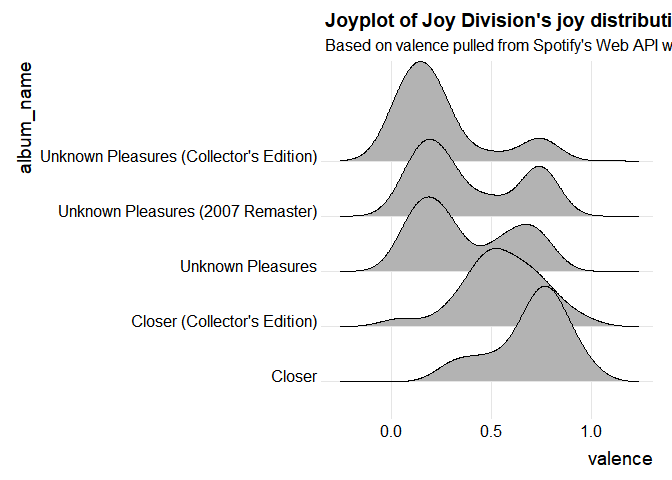 Joyplot of Joy Division's joy distributi
Based on valence pulled from Spotify's Web API w
album_name
Unknown Pleasures (Collector's Edition)
Unknown Pleasures (2007 Remaster)
Unknown Pleasures
Closer (Collector's Edition)
Closer
0.0 0.5 1.0
valence